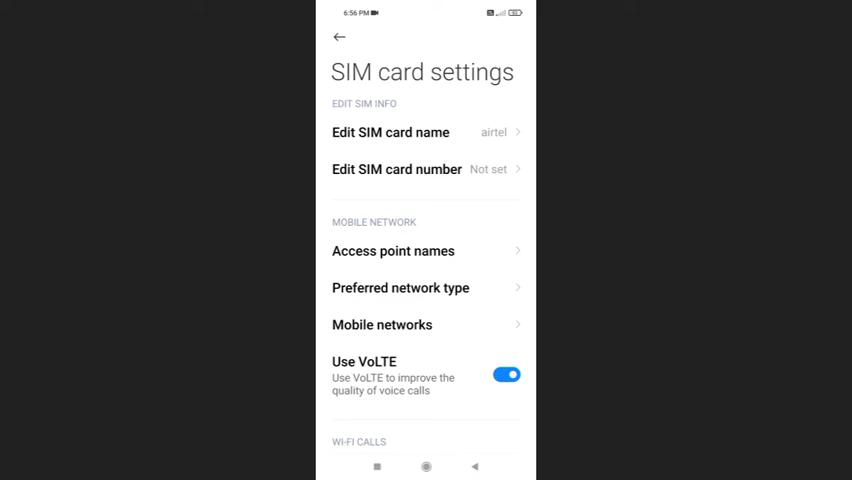 6:56 PM
SIM card settings
EDIT SIM INFO
Edit SIM card name airtel
Edit SIM card number Not set
MOBILE NETWORK
Access point names
Preferred network type
Mobile networks
Use VoLTE
Use VoLTE to improve the
quality of voice calls
WI-FI CALLS